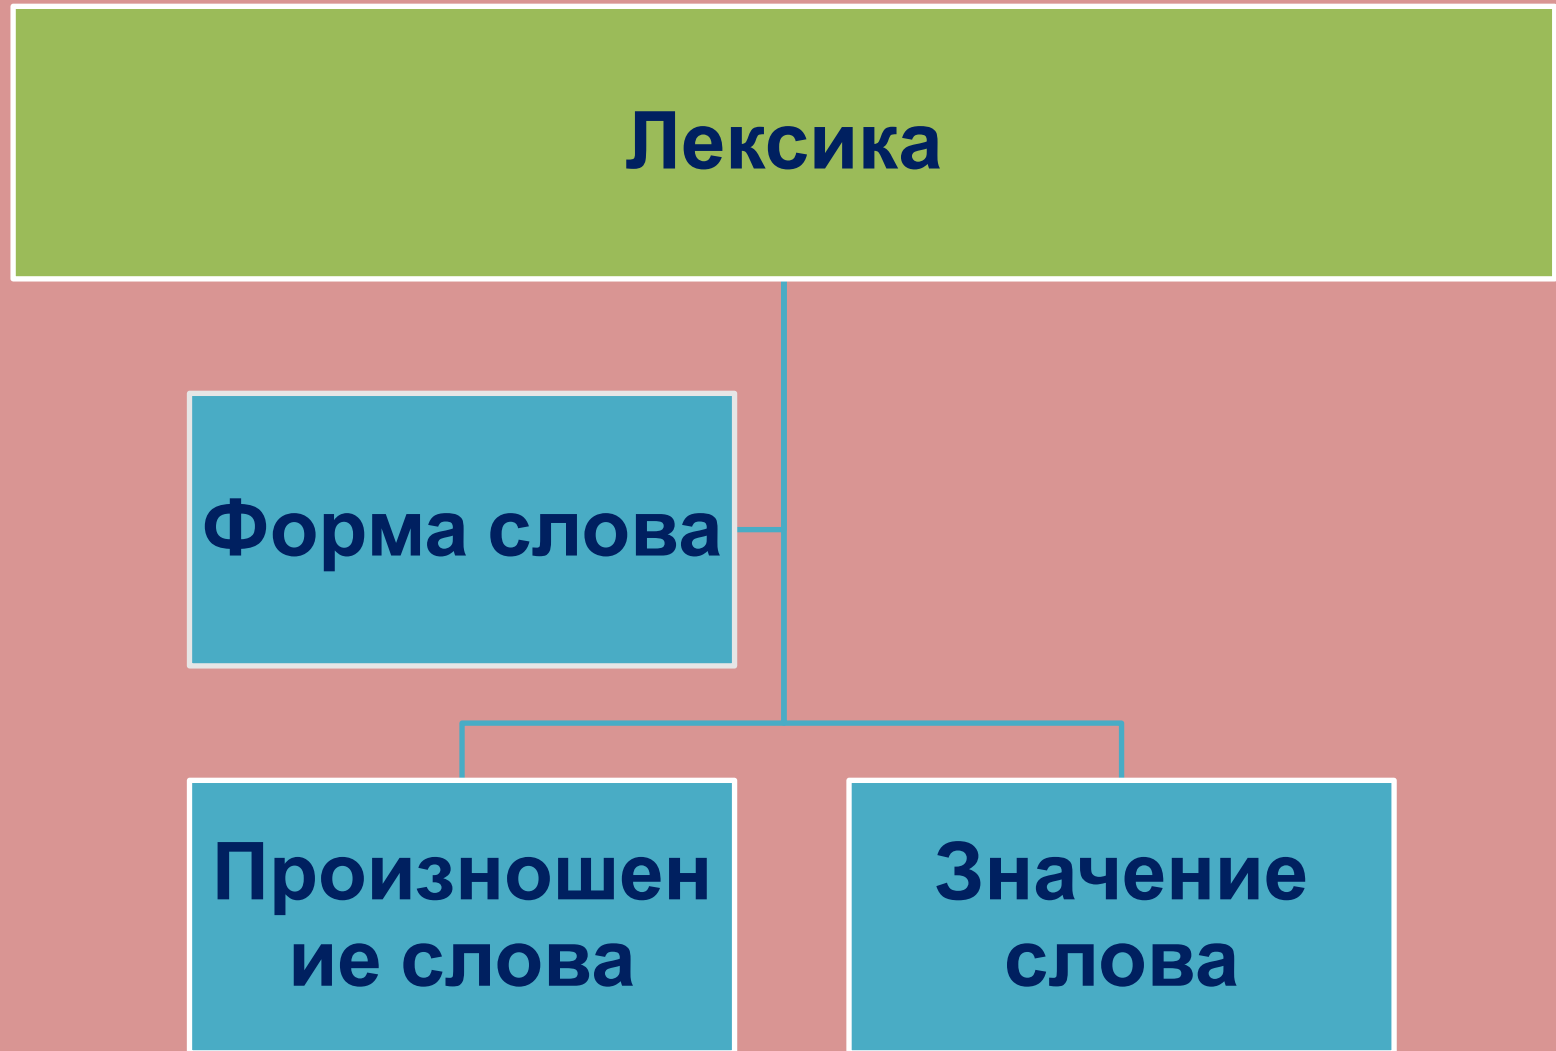 Лексика
Форма слова
Произношен
ие слова
Значение
слова